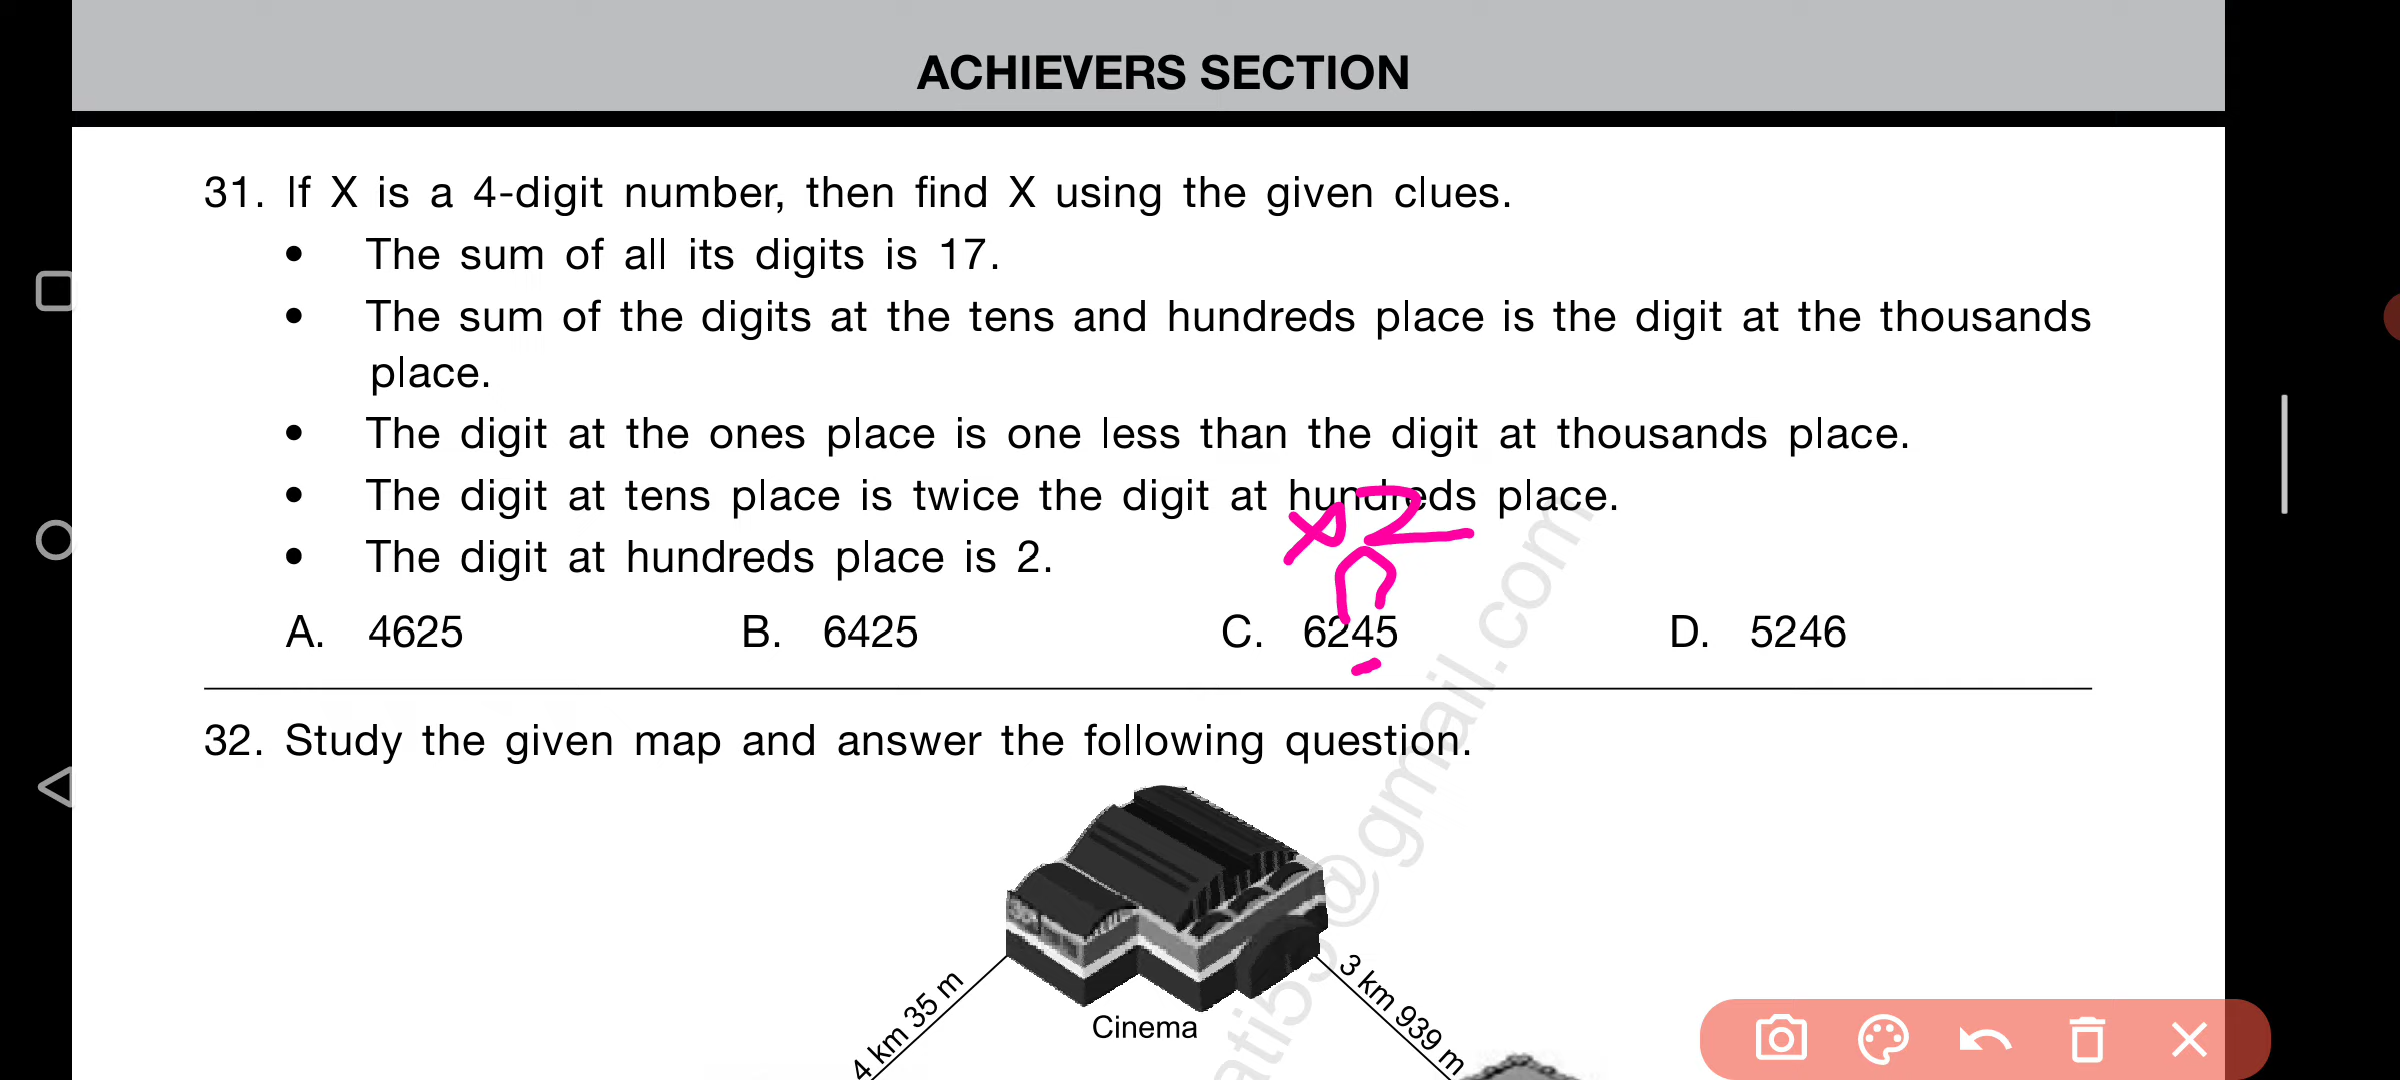 ACHIEVERS SECTION
31. If X is a 4-digit number, then find X using the given clues.
• The sum of all its digits is 17.
• The sum of the digits at the tens and hundreds place is the digit at the thousands
place.
• The digit at the ones place is one less than the digit at thousands place.
• The digit at tens place is twice the digit at hundreds place.
×2
• The digit at hundreds place is 2.
A. 4625 B. 6425 C. 6245 D. 5246
32. Study the given map and answer the following question.
4 km 35 m
Cinema
3 km 939 m
@gmail.com